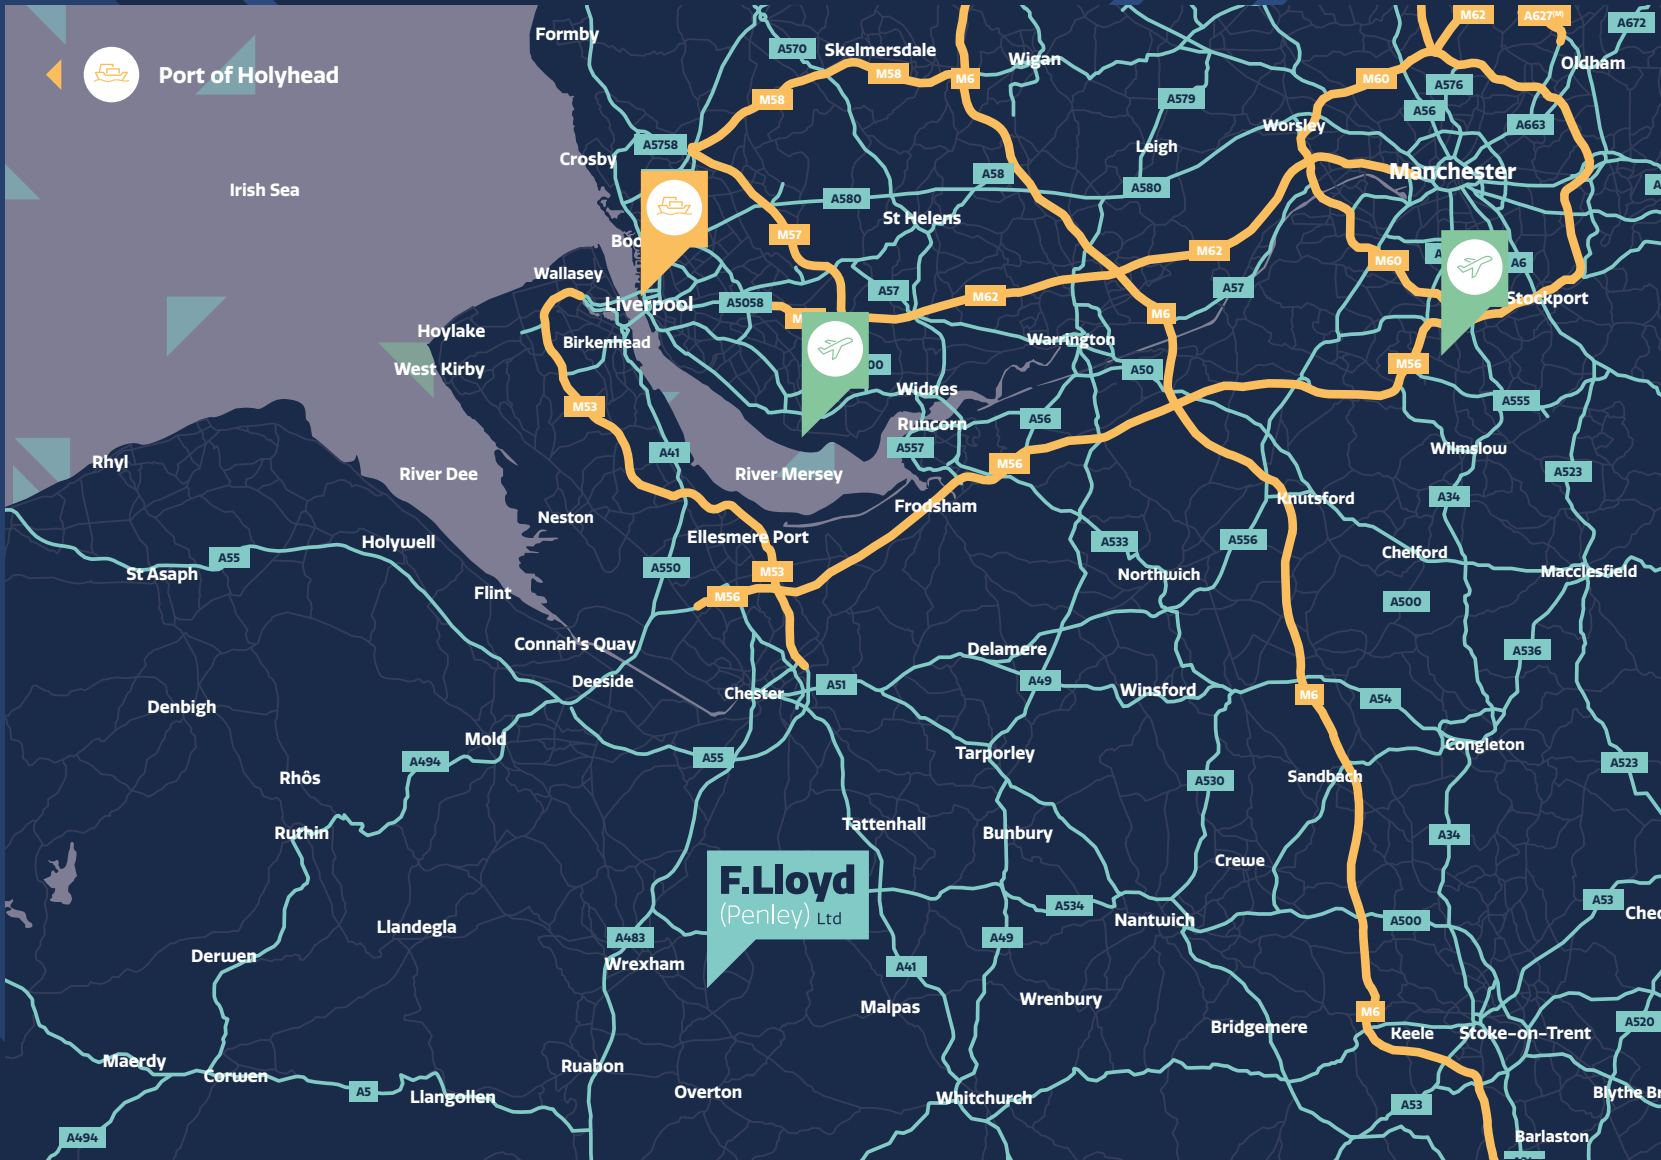 M62
A627(M)
A672
Formby
A570
Skelmersdale
Wigan
Oldham
Port of Holyhead
M58
M6
M60
A576
M58
A579
A56
A663
Worsley
A5758
Leigh
Crosby
Manchester
A58
Irish Sea
A580
A580
St Helens
M57
M62
M60
A6
Wallasey
A57
A57
M62
Stockport
Liverpool
A5058
M6
Hoylake
Birkenhead
Warrington
M56
West Kirby
A50
Widnes
A555
M53
A56
Runcorn
A557
Wilmslow
A41
Rhyl
River Dee
River Mersey
M56
A523
Frodsham
Knutsford
A34
Neston
Ellesmere Port
Holywell
A533
A556
A55
Chelford
St Asaph
A550
M53
Northwich
Macclesfield
Flint
M56
A500
Connah's Quay
Delamere
A536
Deeside
Chester
A51
A49
Winsford
M6
A54
Denbigh
Mold
Tarporley
Congleton
A494
A55
A523
Rhôs
A530
Sandbach
Ruthin
Tattenhall
Bunbury
A34
Crewe
F.Lloyd
(Penley) Ltd
A53
A534
Nantwich
A500
Llandegla
A483
A49
Derwen
Wrexham
A41
Malpas
Wrenbury
M6
Bridgemere
Keele
Stoke-on-Trent
A520
Maerdy
Corwen
Ruabon
A5
Llangollen
Overton
Whitchurch
A53
A494
Barlaston